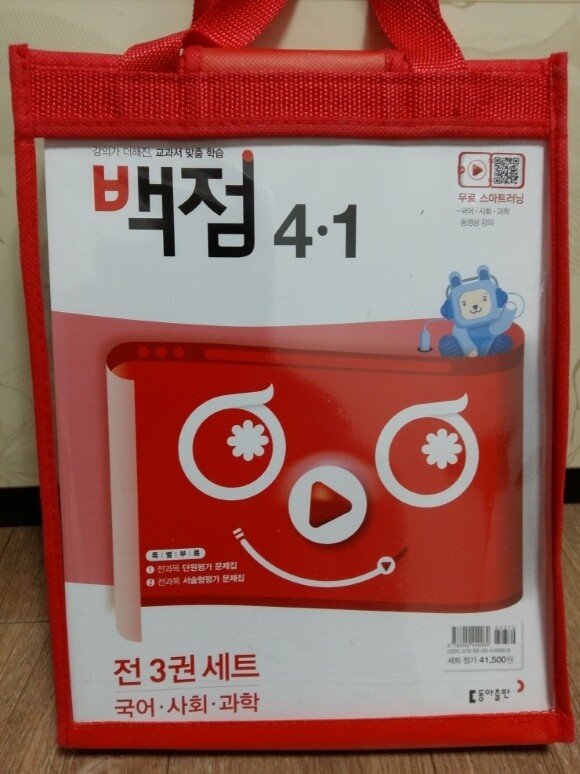 강의가 더해진, 교과서 맞춤 학습
백점 4·1
무료 스마트러닝
· 국어 · 사회 · 과학
동영상 강의
특별부록
1 전과목 단원평가 문제집
2 전과목 서술형평가 문제집
전 3권 세트
국어·사회·과학
세트 정가 41,500원
동아출판